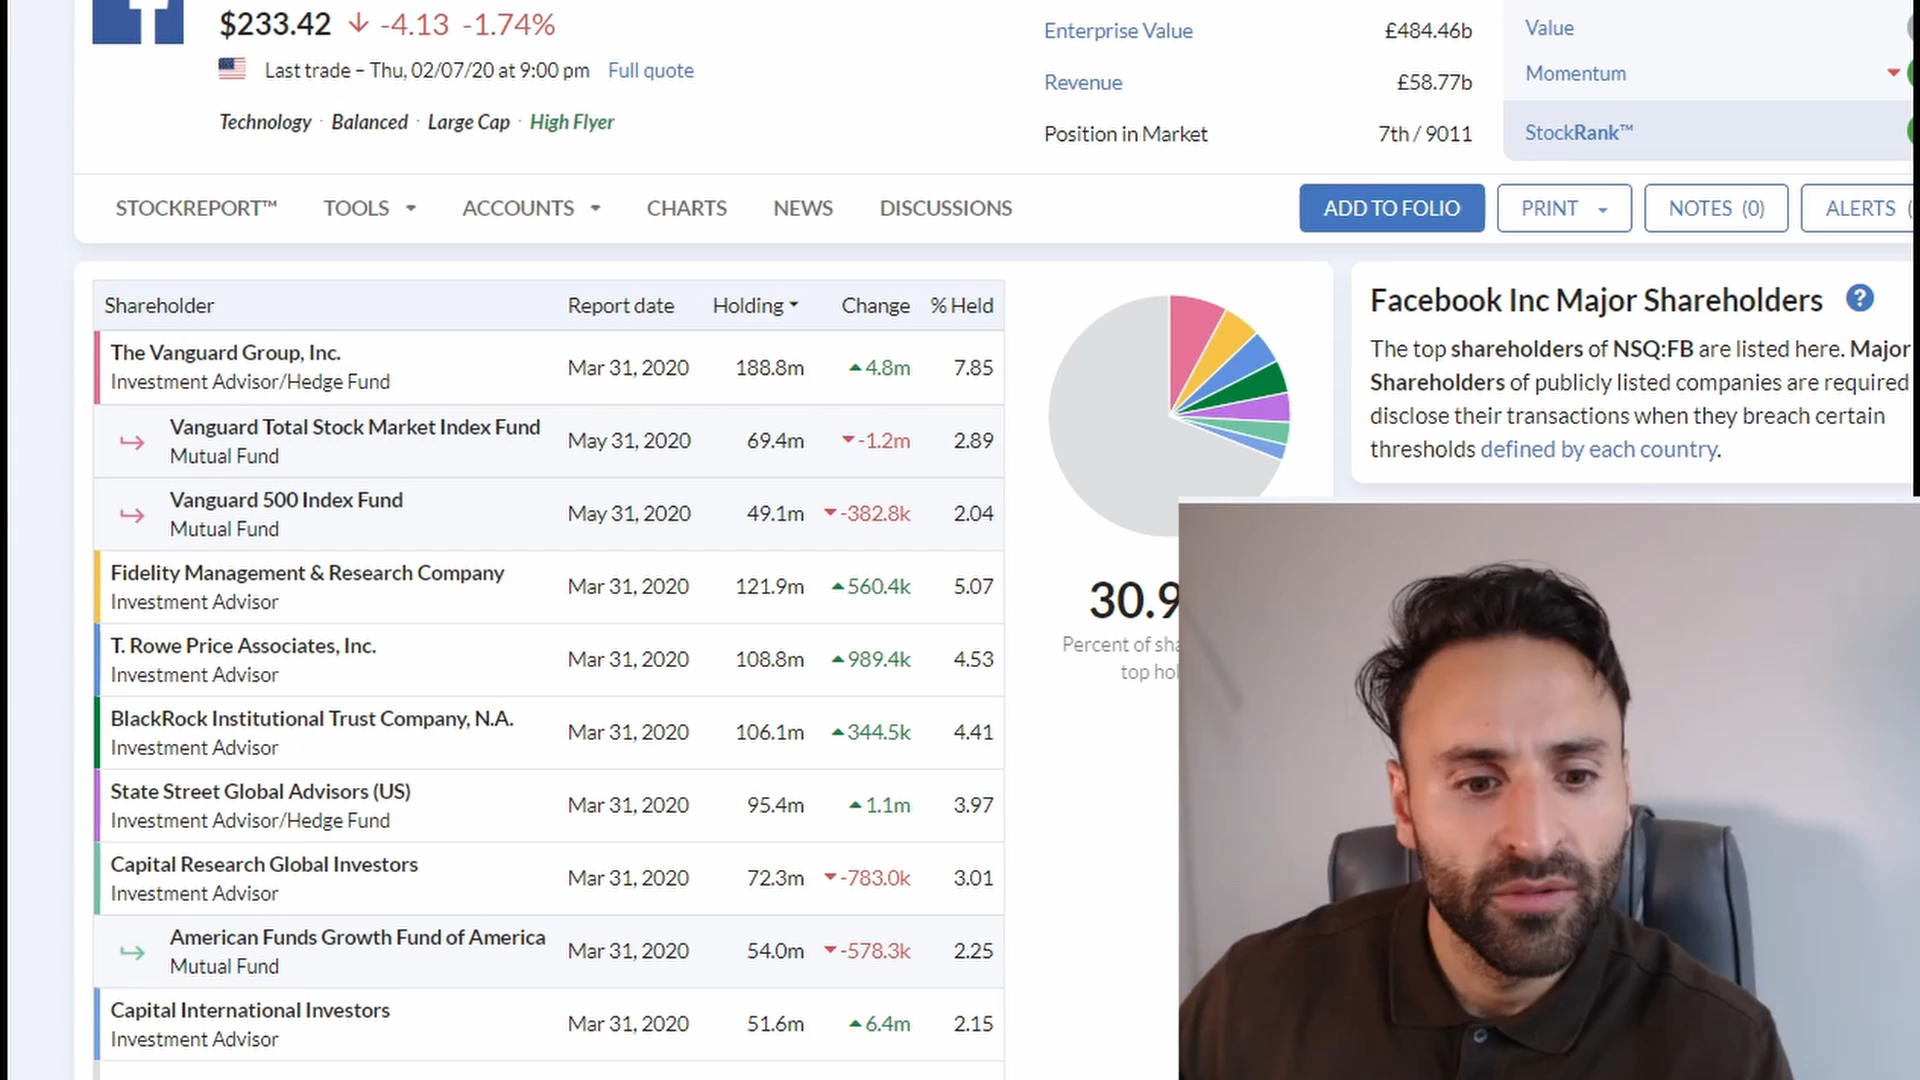 $233.42 -4.13 -1.74%
Last trade – Thu, 02/07/20 at 9:00 pm Full quote
Technology · Balanced · Large Cap · High Flyer
Enterprise Value £484.46b
Revenue £58.77b
Position in Market 7th / 9011
Value
Momentum
StockRank™
STOCKREPORT™ TOOLS ACCOUNTS CHARTS NEWS DISCUSSIONS
ADD TO FOLIO PRINT NOTES (0) ALERTS (
Shareholder Report date Holding Change % Held
The Vanguard Group, Inc.
Investment Advisor/Hedge Fund
Mar 31, 2020 188.8m 4.8m 7.85
Vanguard Total Stock Market Index Fund
Mutual Fund
May 31, 2020 69.4m -1.2m 2.89
Vanguard 500 Index Fund
Mutual Fund
May 31, 2020 49.1m -382.8k 2.04
Fidelity Management & Research Company
Investment Advisor
Mar 31, 2020 121.9m 560.4k 5.07
T. Rowe Price Associates, Inc.
Investment Advisor
Mar 31, 2020 108.8m 989.4k 4.53
BlackRock Institutional Trust Company, N.A.
Investment Advisor
Mar 31, 2020 106.1m 344.5k 4.41
State Street Global Advisors (US)
Investment Advisor/Hedge Fund
Mar 31, 2020 95.4m 1.1m 3.97
Capital Research Global Investors
Investment Advisor
Mar 31, 2020 72.3m -783.0k 3.01
American Funds Growth Fund of America
Mutual Fund
Mar 31, 2020 54.0m -578.3k 2.25
Capital International Investors
Investment Advisor
Mar 31, 2020 51.6m 6.4m 2.15
30.9
Percent of
top
Facebook Inc Major Shareholders ?
The top shareholders of NSQ:FB are listed here. Major
Shareholders of publicly listed companies are required
disclose their transactions when they breach certain
thresholds defined by each country.